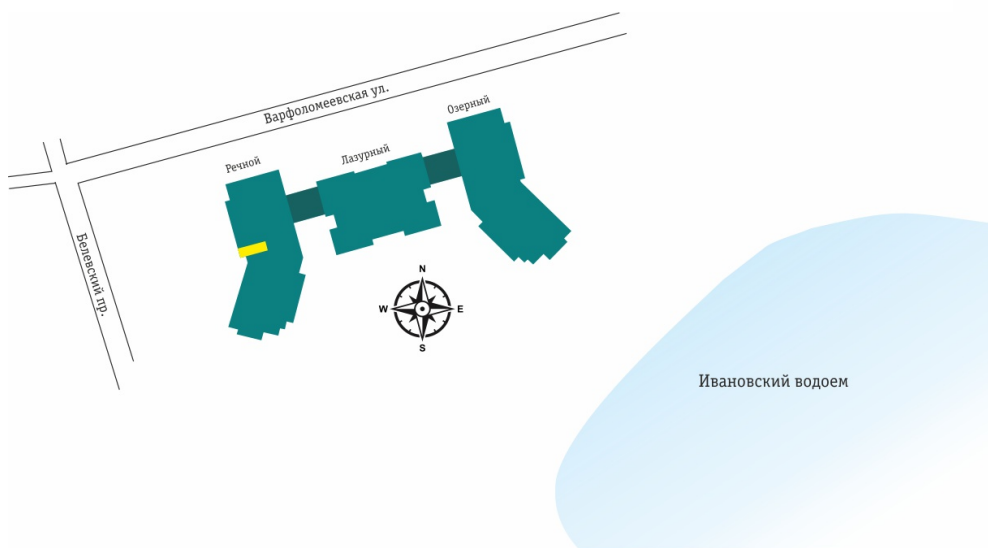 Варфоломеевская ул.
Озерный
Лазурный
Речной
Белевский пр.
N
W
E
S
Ивановский водоем